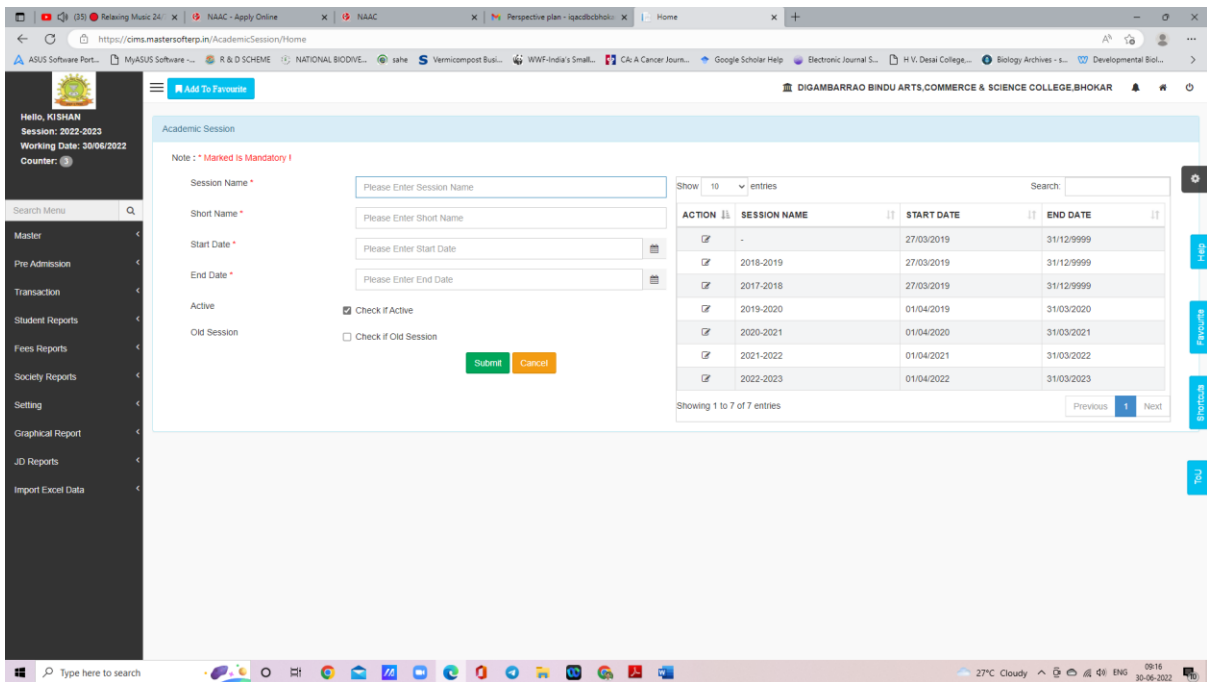 (35) Relaxing Music 24/
NAAC - Apply Online
NAAC
Perspective plan - iqacdbcbhoka
Home
https://cims.mastersofterp.in/AcademicSession/Home
ASUS Software Port...
MyASUS Software -...
R & D SCHEME
NATIONAL BIODIVE...
sahe
Vermicompost Busi...
WWF-India's Small...
CA: A Cancer Journ...
Google Scholar Help
Electronic Journal S...
H.V. Desai College,...
Biology Archives - s...
Developmental Biol...
Add To Favourite
DIGAMBARRAO BINDU ARTS,COMMERCE & SCIENCE COLLEGE,BHOKAR
Hello, KISHAN
Session: 2022-2023
Working Date: 30/06/2022
Counter: 3
Search Menu
Master
Pre Admission
Transaction
Student Reports
Fees Reports
Society Reports
Setting
Graphical Report
JD Reports
Import Excel Data
Academic Session
Note : * Marked Is Mandatory !
Session Name * Please Enter Session Name
Short Name * Please Enter Short Name
Start Date * Please Enter Start Date
End Date * Please Enter End Date
Active Check if Active
Old Session Check if Old Session
Submit Cancel
Show 10 entries Search:
ACTION SESSION NAME START DATE END DATE
- 27/03/2019 31/12/9999
2018-2019 27/03/2019 31/12/9999
2017-2018 27/03/2019 31/12/9999
2019-2020 01/04/2019 31/03/2020
2020-2021 01/04/2020 31/03/2021
2021-2022 01/04/2021 31/03/2022
2022-2023 01/04/2022 31/03/2023
Showing 1 to 7 of 7 entries Previous 1 Next
Help
Favourite
Shortcuts
ToU
Type here to search
27°C Cloudy
ENG
09:16
30-06-2022